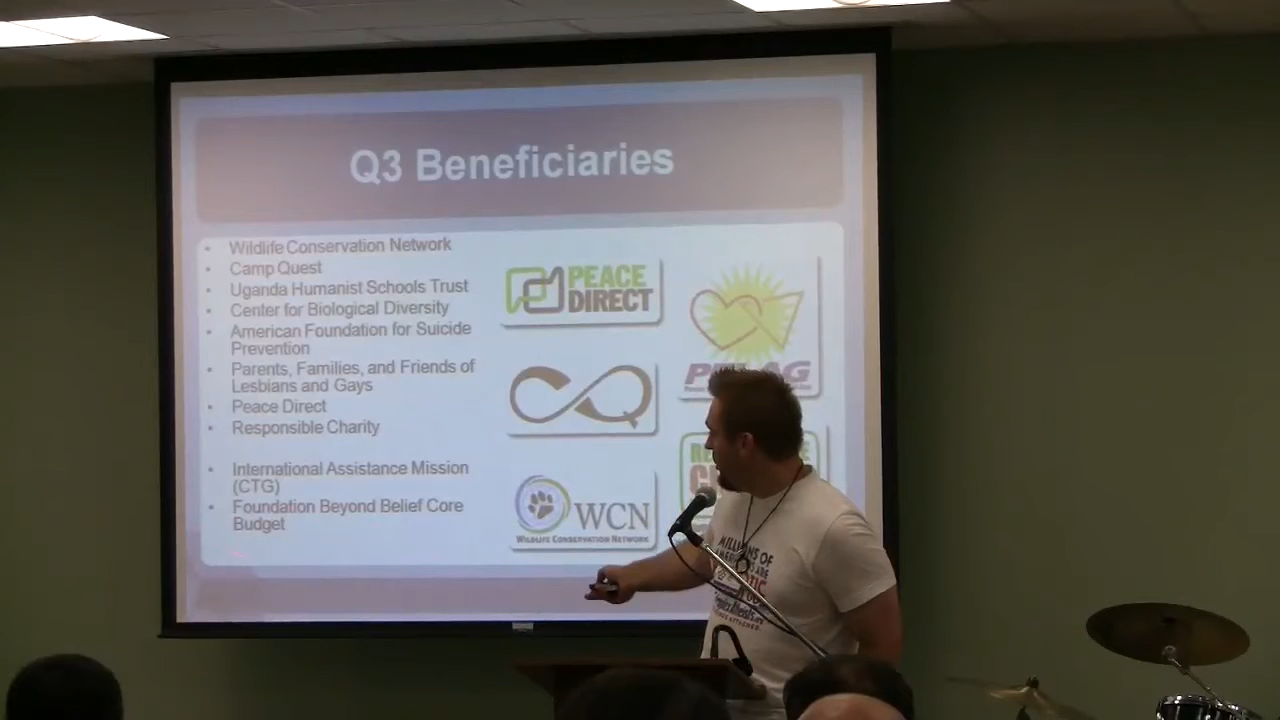 Q3 Beneficiaries
• Wildlife Conservation Network
• Camp Quest
• Uganda Humanist Schools Trust
• Center for Biological Diversity
• American Foundation for Suicide
Prevention
• Parents, Families, and Friends of
Lesbians and Gays
• Peace Direct
• Responsible Charity
• International Assistance Mission
(CTG)
• Foundation Beyond Belief Core
Budget
PEACE
DIRECT
WCN
WILDLIFE CONSERVATION NETWORK
MILLIONS OF